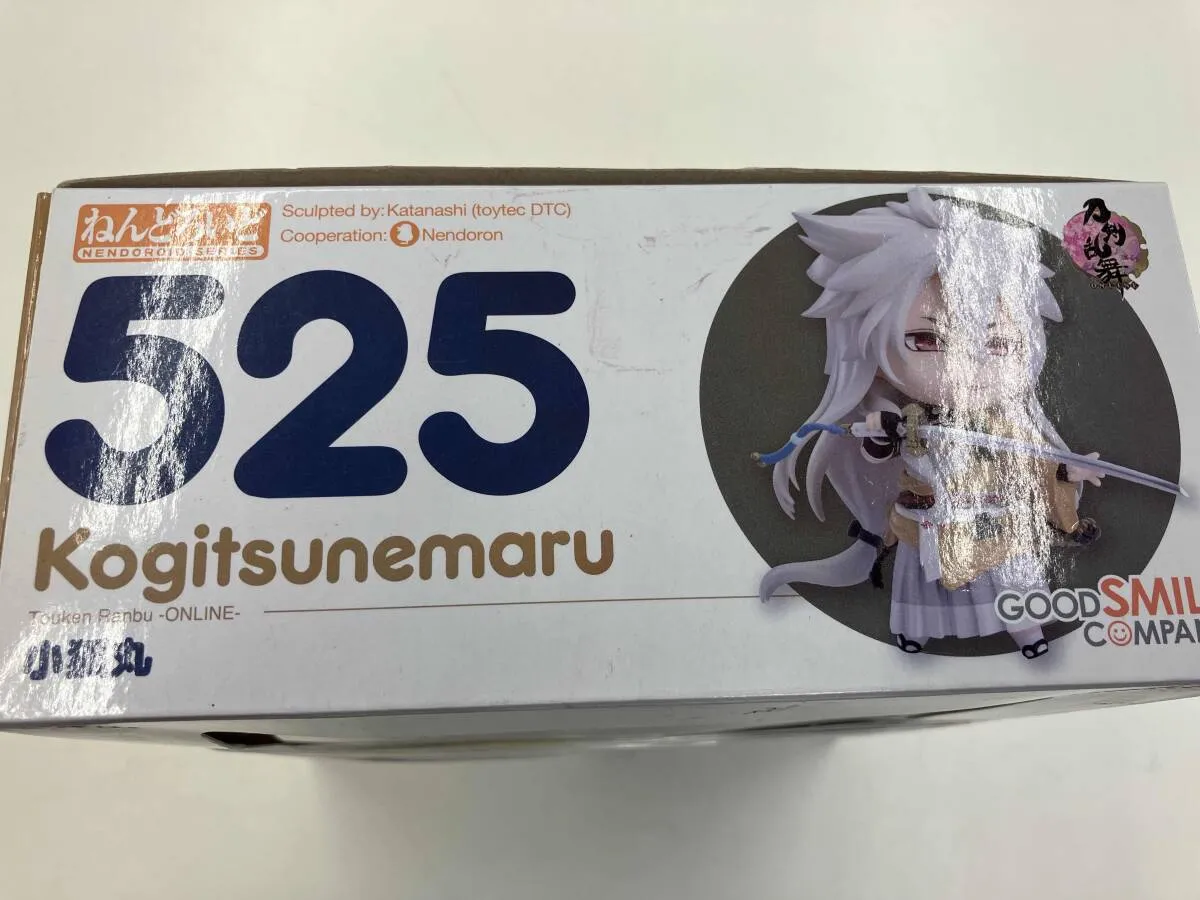 ねんどろいど
NENDOROID SERIES
Sculpted by: Katanashi (toytec DTC)
Cooperation: Nendoron
525
Kogitsunemaru
Touken Ranbu -ONLINE-
小狐丸
刀剣乱舞
GOOD SMIL
COMPA